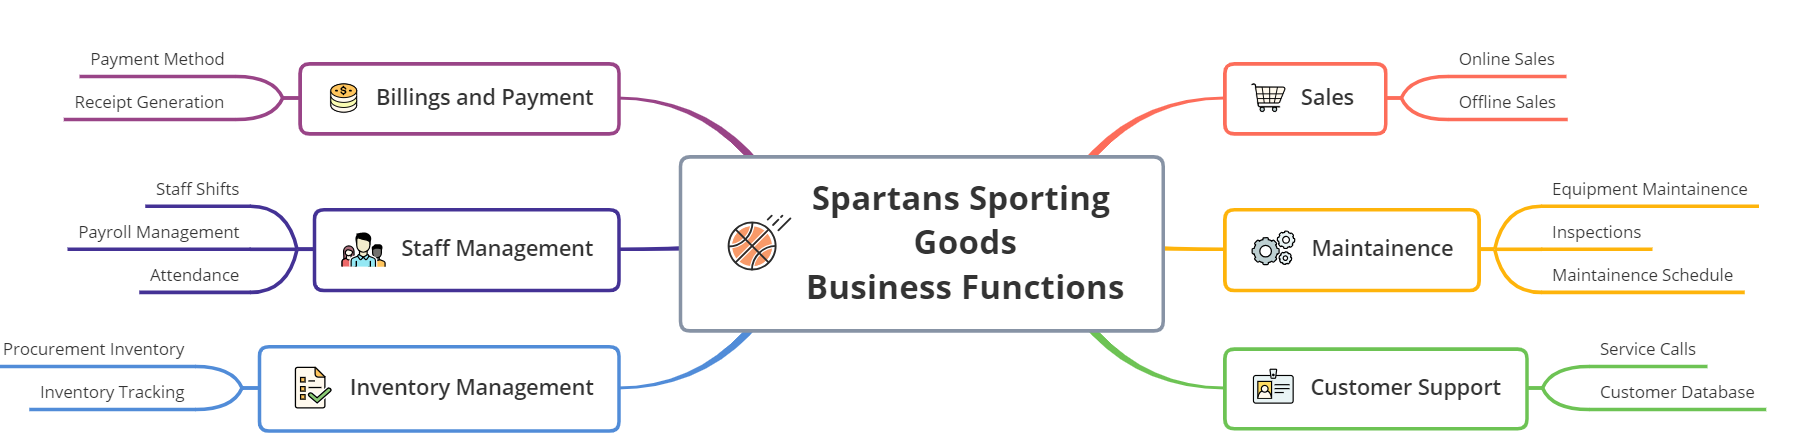 Payment Method
Receipt Generation
Billings and Payment
Staff Shifts
Payroll Management
Attendance
Staff Management
Procurement Inventory
Inventory Tracking
Inventory Management
Spartans Sporting
Goods
Business Functions
Sales
Online Sales
Offline Sales
Maintainence
Equipment Maintainence
Inspections
Maintainence Schedule
Customer Support
Service Calls
Customer Database